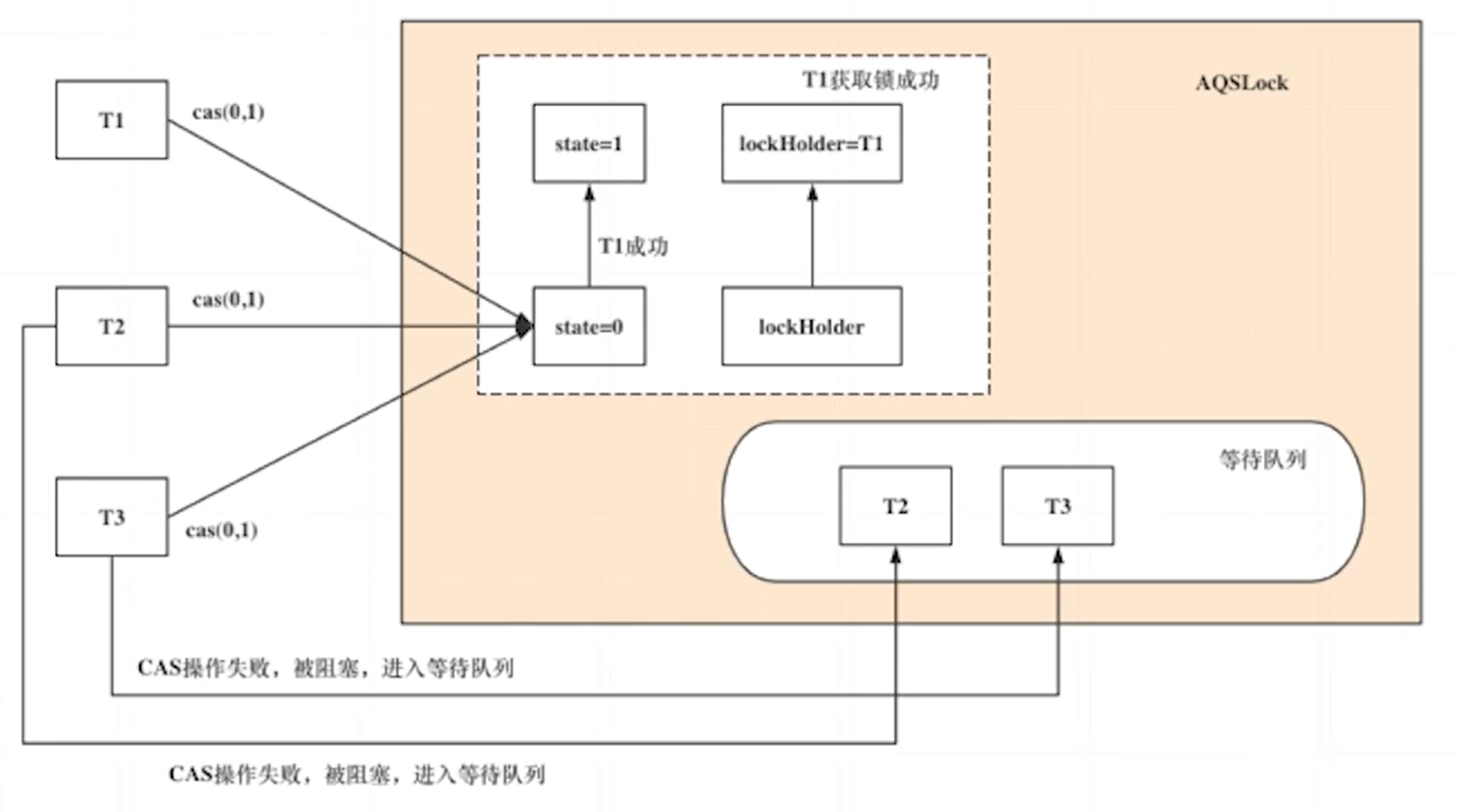 T1获取锁成功
AQSLock
T1
cas(0,1)
state=1
lockHolder=T1
T1成功
T2
cas(0,1)
state=0
lockHolder
等待队列
T3
cas(0,1)
T2
T3
CAS操作失败，被阻塞，进入等待队列
CAS操作失败，被阻塞，进入等待队列